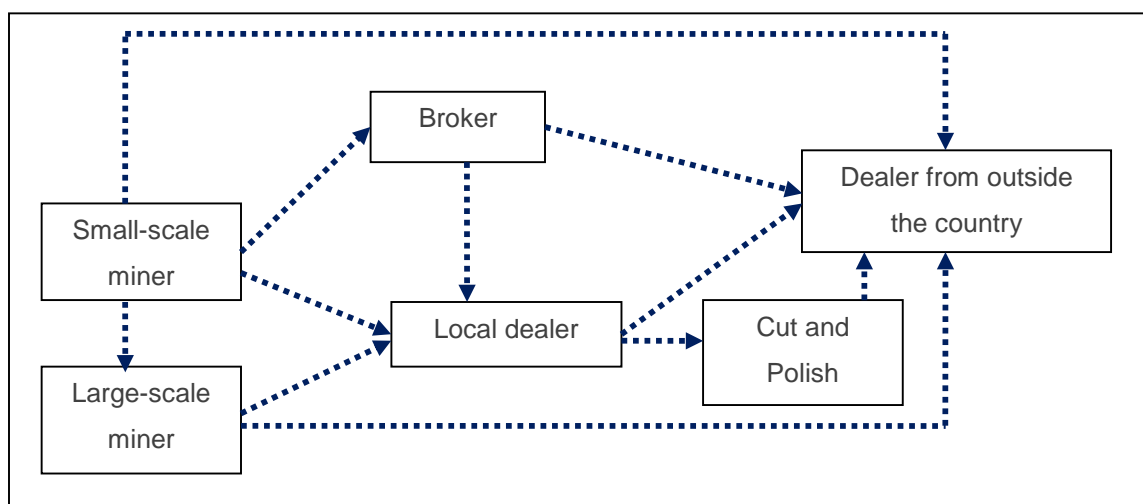 Broker
Dealer from outside
the country
Small-scale
miner
Local dealer
Cut and
Polish
Large-scale
miner